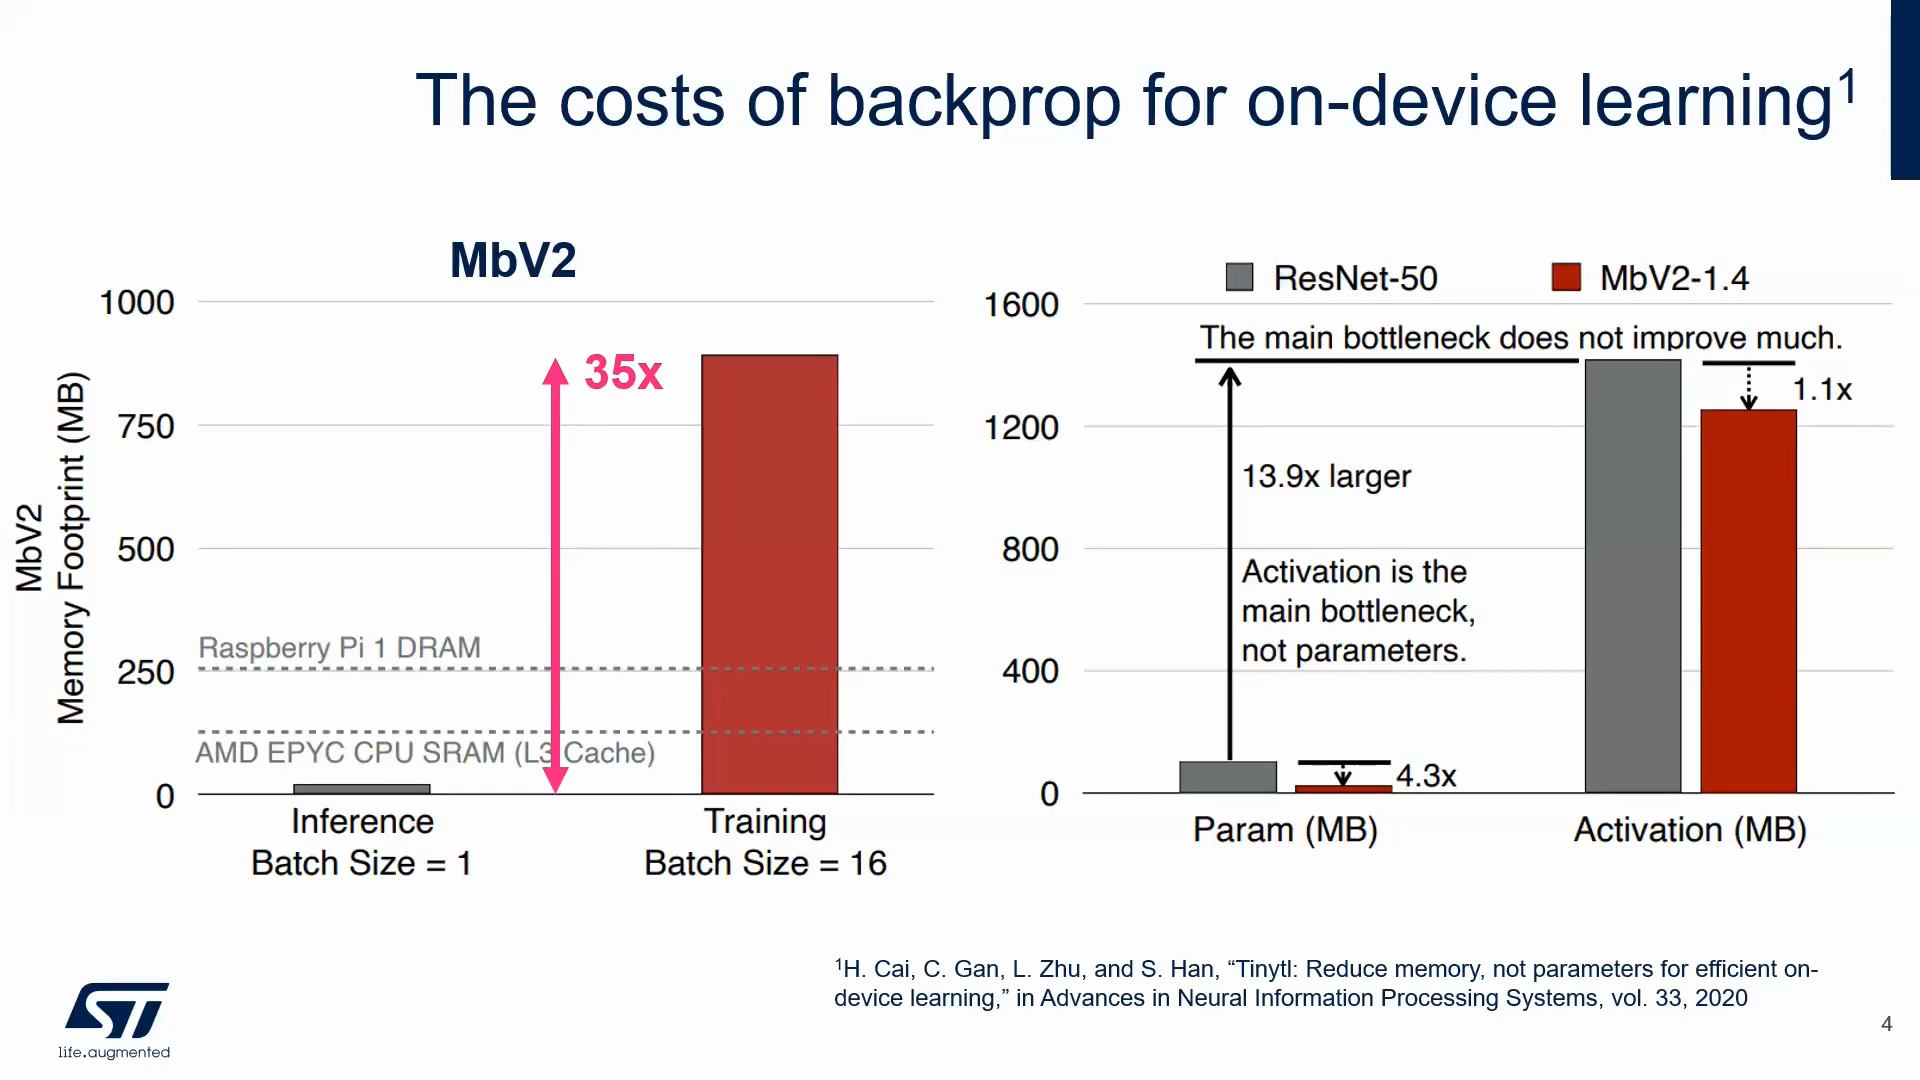 The costs of backprop for on-device learning¹
MbV2
MbV2
Memory Footprint (MB)
1000
750
500
250
0
35x
Raspberry Pi 1 DRAM
AMD EPYC CPU SRAM (L3 Cache)
Inference
Batch Size = 1
Training
Batch Size = 16
ResNet-50
MbV2-1.4
1600
1200
800
400
0
The main bottleneck does not improve much.
1.1x
13.9x larger
Activation is the
main bottleneck,
not parameters.
4.3x
Param (MB)
Activation (MB)
¹H. Cai, C. Gan, L. Zhu, and S. Han, “Tinytl: Reduce memory, not parameters for efficient on-
device learning,” in Advances in Neural Information Processing Systems, vol. 33, 2020
ST
life.augmented
4